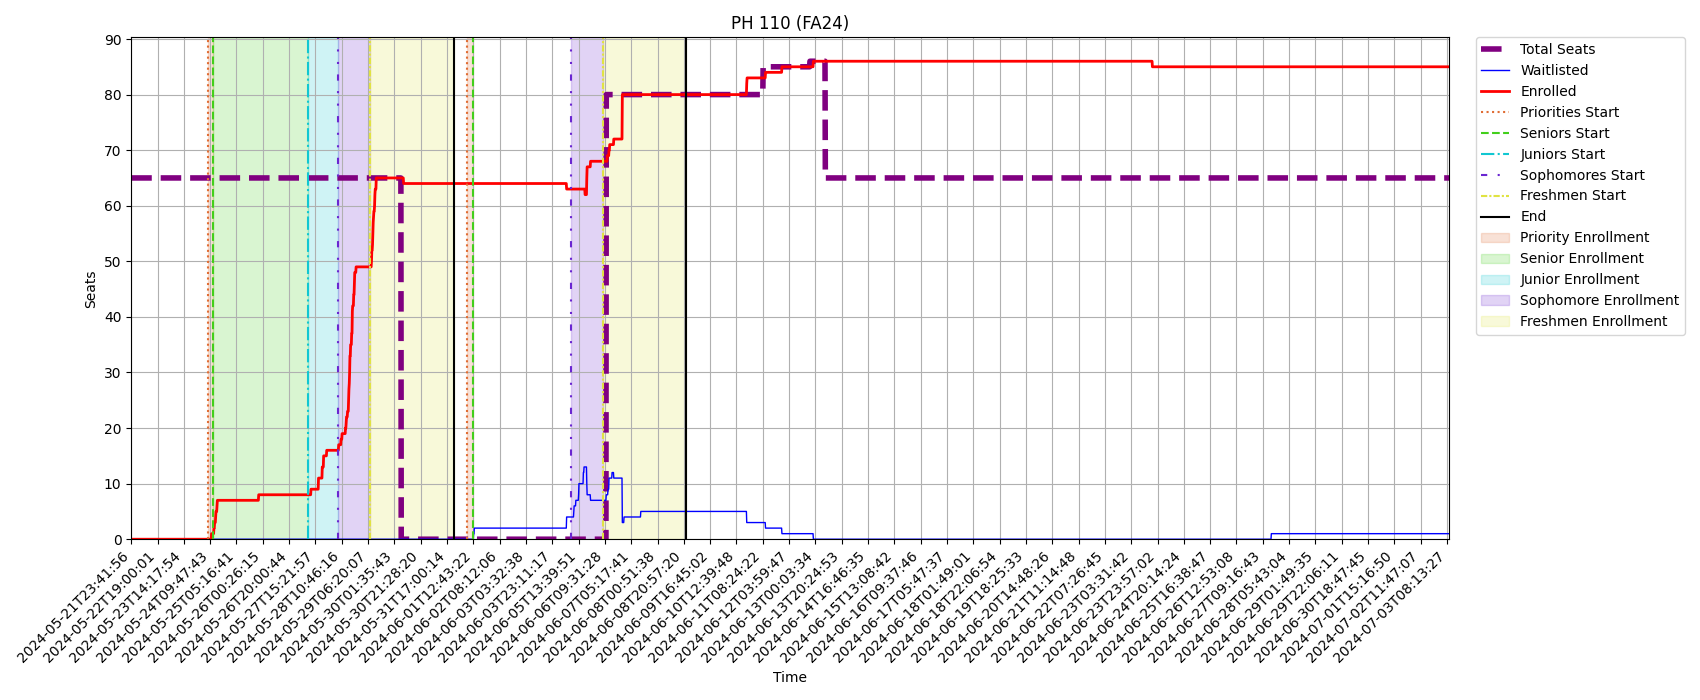 PH 110 (FA24)
90
80
70
60
50
40
30
20
10
0
Seats
2024-05-21T23:41:56
2024-05-22T19:00:01
2024-05-23T14:17:54
2024-05-24T09:47:43
2024-05-25T05:16:41
2024-05-26T00:26:15
2024-05-26T20:00:44
2024-05-27T15:21:57
2024-05-28T10:46:16
2024-05-29T06:20:07
2024-05-30T01:35:43
2024-05-30T21:28:20
2024-05-31T17:00:14
2024-06-01T12:43:22
2024-06-02T08:12:06
2024-06-03T03:32:38
2024-06-03T23:11:17
2024-06-05T13:39:51
2024-06-06T09:31:28
2024-06-07T05:17:41
2024-06-08T00:51:38
2024-06-08T20:57:20
2024-06-09T16:45:02
2024-06-10T12:39:48
2024-06-11T08:24:22
2024-06-12T03:59:47
2024-06-13T00:03:34
2024-06-13T20:24:53
2024-06-14T16:46:35
2024-06-15T13:08:42
2024-06-16T09:37:46
2024-06-17T05:47:37
2024-06-18T01:49:01
2024-06-18T22:06:54
2024-06-19T18:25:33
2024-06-20T14:48:26
2024-06-21T11:14:48
2024-06-22T07:26:45
2024-06-23T03:31:42
2024-06-23T23:57:02
2024-06-24T20:14:24
2024-06-25T16:38:47
2024-06-26T12:53:08
2024-06-27T09:16:43
2024-06-28T05:43:04
2024-06-29T01:49:35
2024-06-29T22:06:11
2024-06-30T18:47:45
2024-07-01T15:16:50
2024-07-02T11:47:07
2024-07-03T08:13:27
Time
Total Seats
Waitlisted
Enrolled
Priorities Start
Seniors Start
Juniors Start
Sophomores Start
Freshmen Start
End
Priority Enrollment
Senior Enrollment
Junior Enrollment
Sophomore Enrollment
Freshmen Enrollment